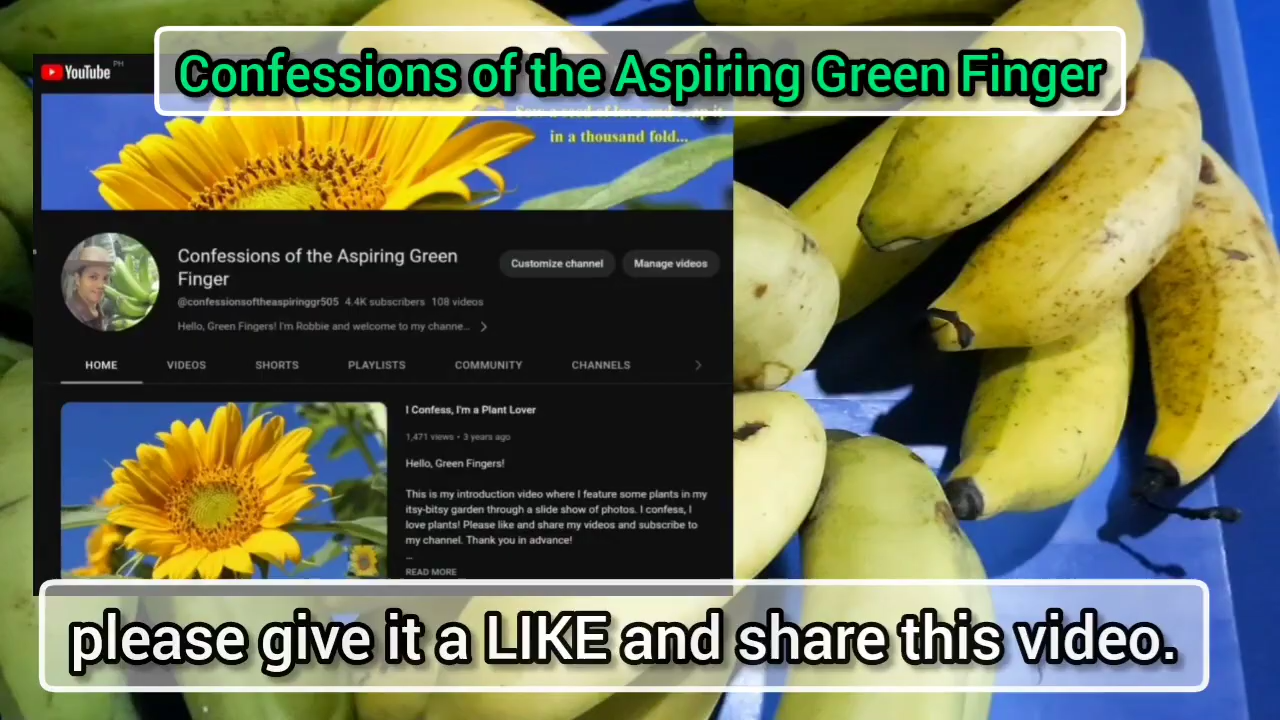 Confessions of the Aspiring Green Finger
YouTube PH
in a thousand fold...
Confessions of the Aspiring Green
Finger
Customize channel
Manage videos
@confessionsoftheaspiringgr505 4.4K subscribers 108 videos
Hello, Green Fingers! I'm Robbie and welcome to my channe...
HOME VIDEOS SHORTS PLAYLISTS COMMUNITY CHANNELS
I Confess, I'm a Plant Lover
1,471 views • 3 years ago
Hello, Green Fingers!
This is my introduction video where I feature some plants in my
itsy-bitsy garden through a slide show of photos. I confess, I
love plants! Please like and share my videos and subscribe to
my channel. Thank you in advance!
READ MORE
please give it a LIKE and share this video.